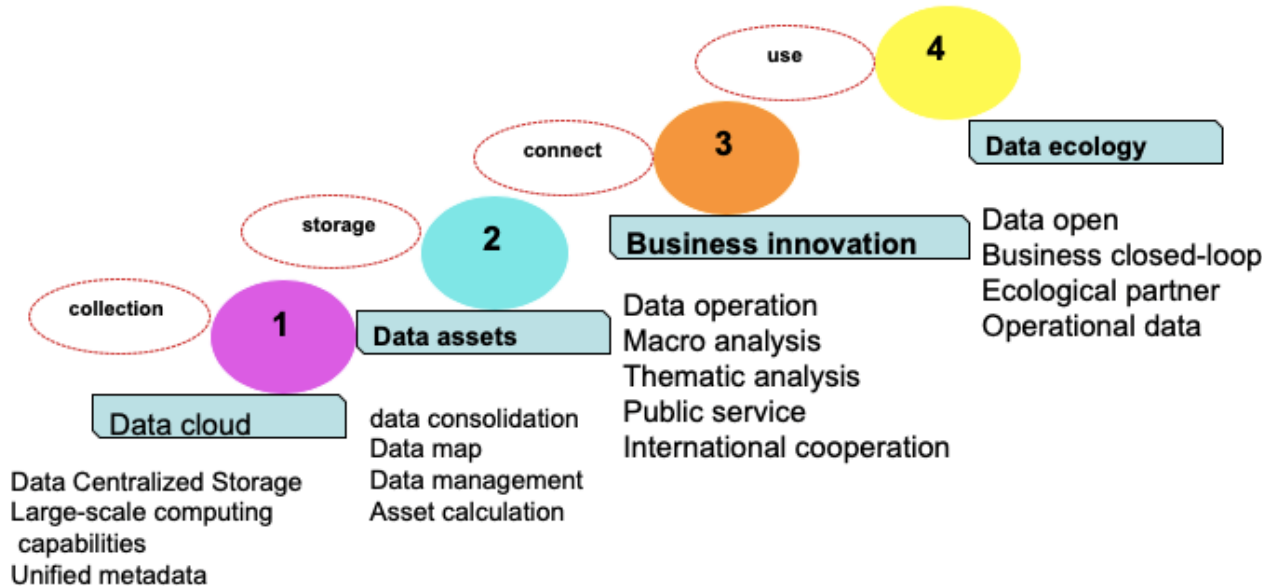 collection
1
Data cloud
Data Centralized Storage
Large-scale computing
capabilities
Unified metadata
storage
2
Data assets
data consolidation
Data map
Data management
Asset calculation
connect
3
Business innovation
Data operation
Macro analysis
Thematic analysis
Public service
International cooperation
use
4
Data ecology
Data open
Business closed-loop
Ecological partner
Operational data